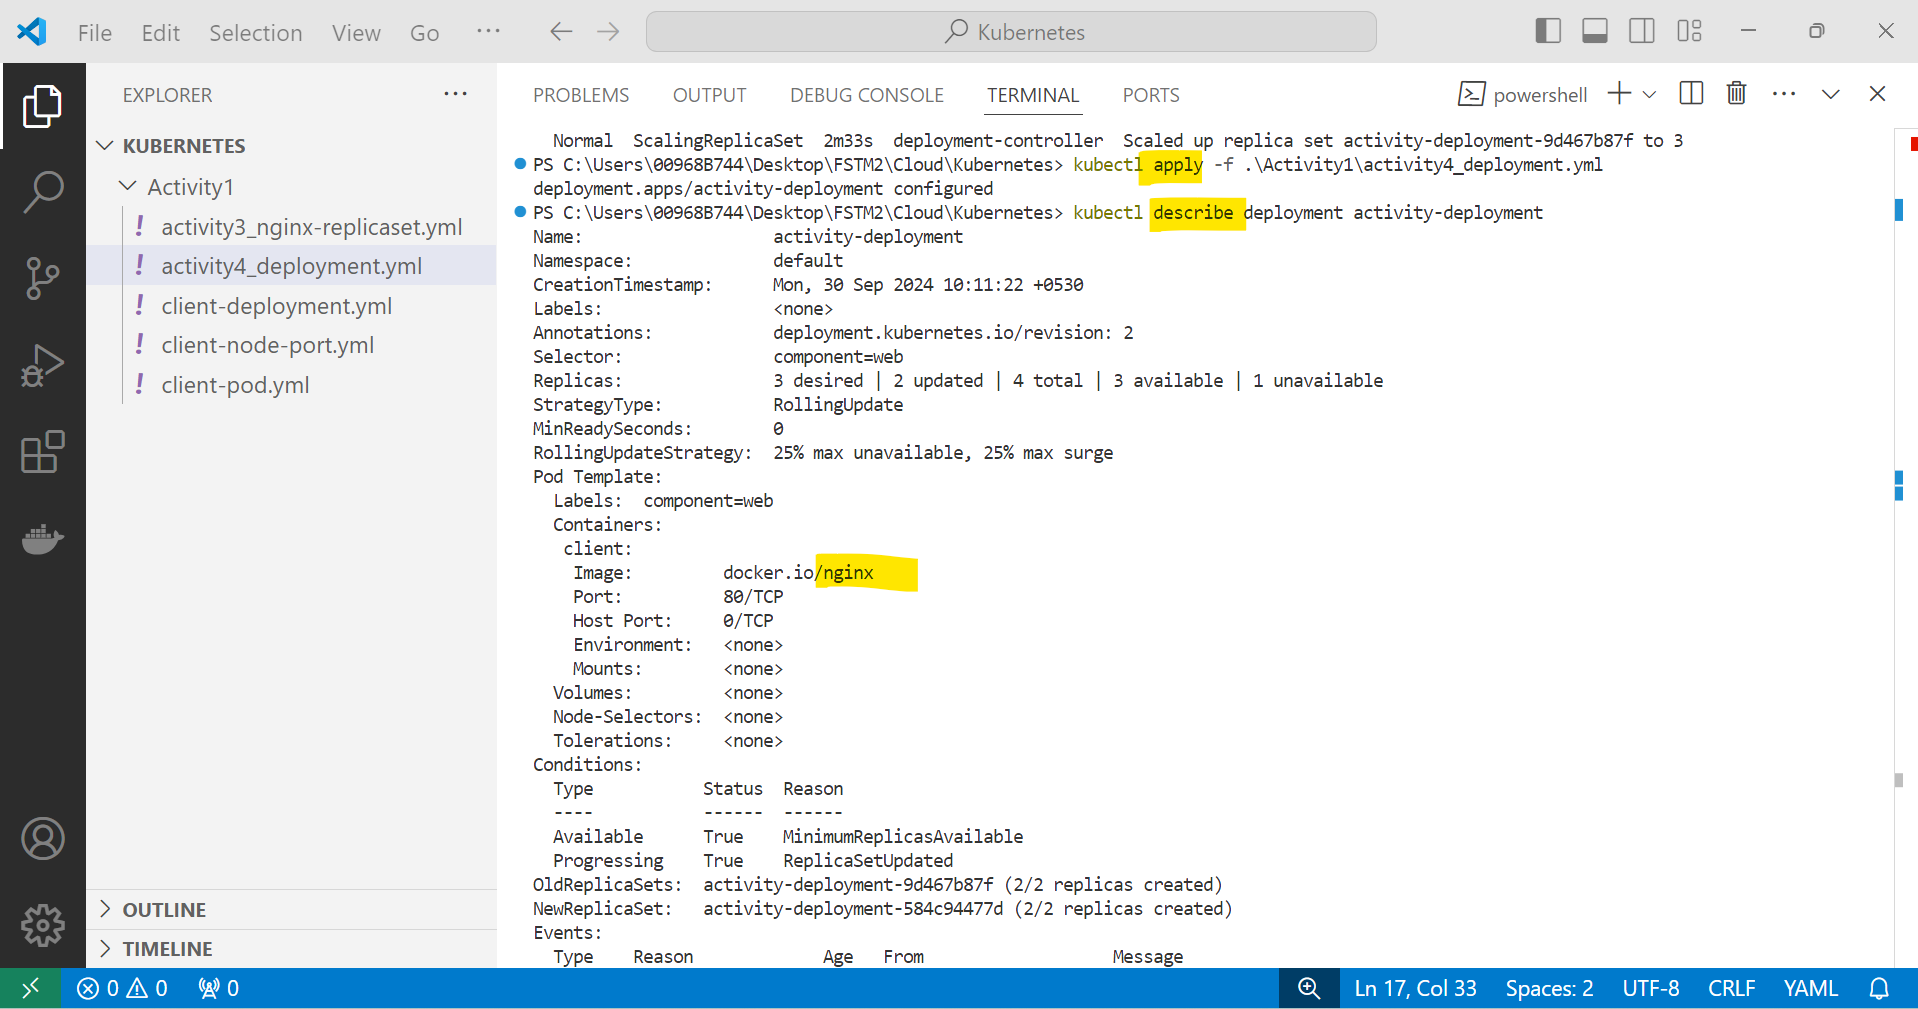 File Edit Selection View Go ··· Kubernetes
EXPLORER ···
KUBERNETES
Activity1
! activity3_nginx-replicaset.yml
! activity4_deployment.yml
! client-deployment.yml
! client-node-port.yml
! client-pod.yml
OUTLINE
TIMELINE
PROBLEMS OUTPUT DEBUG CONSOLE TERMINAL PORTS powershell
Normal ScalingReplicaSet 2m33s deployment-controller Scaled up replica set activity-deployment-9d467b87f to 3
PS C:\Users\00968B744\Desktop\FSTM2\Cloud\Kubernetes> kubectl apply -f .\Activity1\activity4_deployment.yml
deployment.apps/activity-deployment configured
PS C:\Users\00968B744\Desktop\FSTM2\Cloud\Kubernetes> kubectl describe deployment activity-deployment
Name: activity-deployment
Namespace: default
CreationTimestamp: Mon, 30 Sep 2024 10:11:22 +0530
Labels: <none>
Annotations: deployment.kubernetes.io/revision: 2
Selector: component=web
Replicas: 3 desired | 2 updated | 4 total | 3 available | 1 unavailable
StrategyType: RollingUpdate
MinReadySeconds: 0
RollingUpdateStrategy: 25% max unavailable, 25% max surge
Pod Template:
Labels: component=web
Containers:
client:
Image: docker.io/nginx
Port: 80/TCP
Host Port: 0/TCP
Environment: <none>
Mounts: <none>
Volumes: <none>
Node-Selectors: <none>
Tolerations: <none>
Conditions:
Type Status Reason
---- ------ ------
Available True MinimumReplicasAvailable
Progressing True ReplicaSetUpdated
OldReplicaSets: activity-deployment-9d467b87f (2/2 replicas created)
NewReplicaSet: activity-deployment-584c94477d (2/2 replicas created)
Events:
Type Reason Age From Message
0 0 0 Ln 17, Col 33 Spaces: 2 UTF-8 CRLF YAML